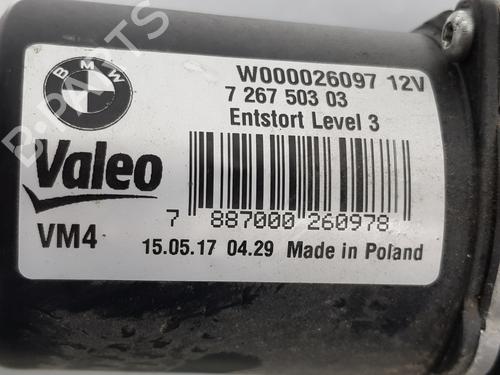 BMW
W000026097 12V
7 267 503 03
Entstort Level 3
Valeo
VM4
7 887000 260978
15.05.17 04.29 Made in Poland
B-PARTS